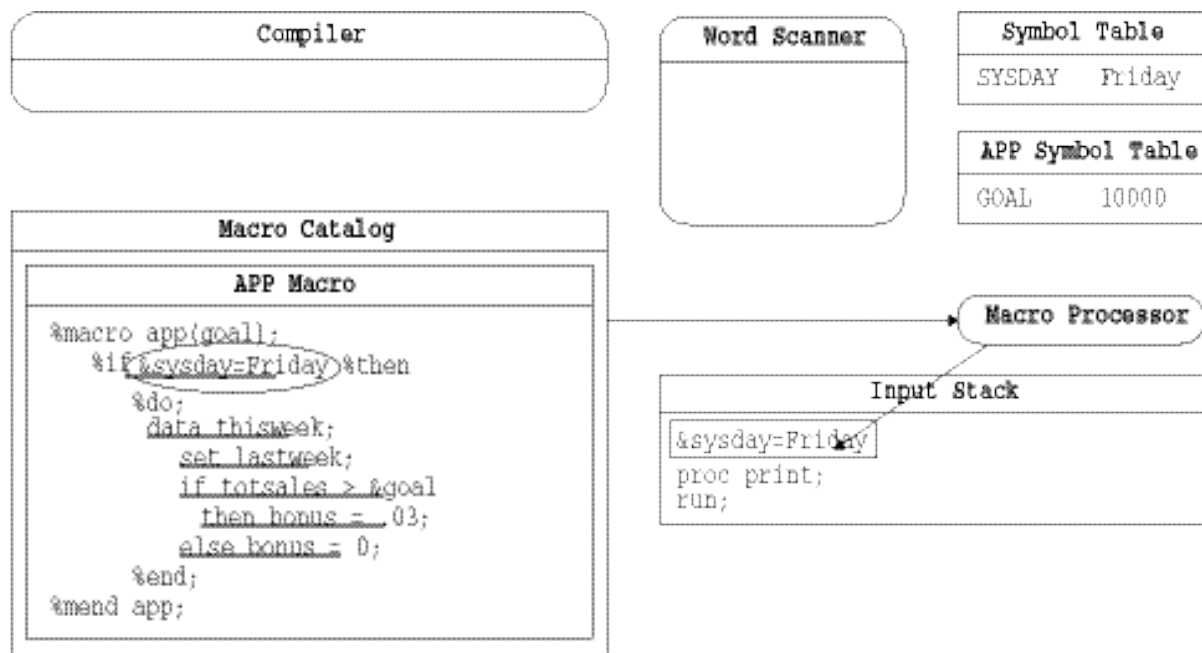 Compiler
Word Scanner
Symbol Table
SYSDAY Friday
APP Symbol Table
GOAL 10000
Macro Catalog
APP Macro
%macro app(goal);
%if &sysday=Friday %then
%do;
data thisweek;
set lastweek;
if totsales > &goal
then bonus = .03;
else bonus = 0;
%end;
%mend app;
Macro Processor
Input Stack
&sysday=Friday
proc print;
run;